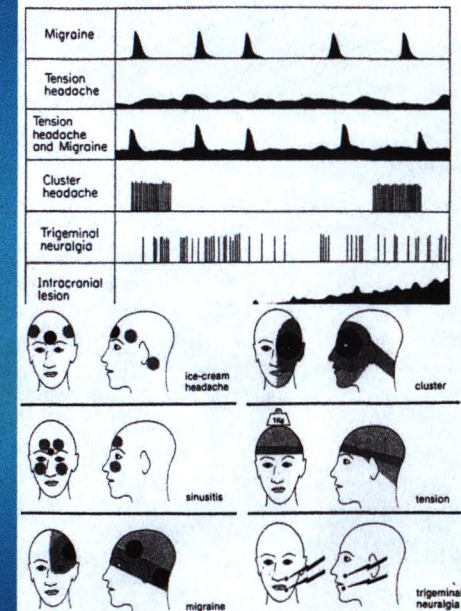 Migraine
Tension
headache
Tension
headache
and Migraine
Cluster
headache
Trigeminal
neuralgia
Intracranial
lesion
ice-cream
headache
cluster
1Kg
sinusitis
tension
migraine
trigeminal
neuralgia